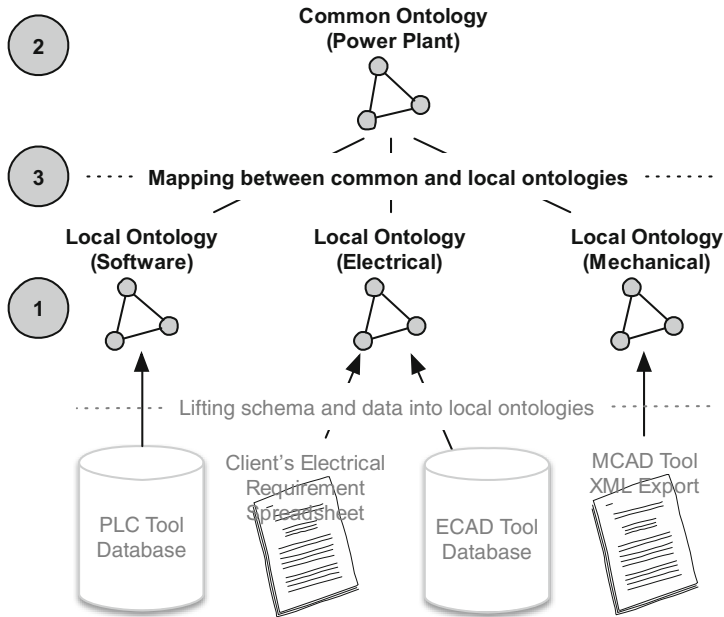 Common Ontology
(Power Plant)
2
3
Mapping between common and local ontologies
Local Ontology
(Software)
Local Ontology
(Electrical)
Local Ontology
(Mechanical)
1
Lifting schema and data into local ontologies
PLC Tool
Database
Client's Electrical
Requirement
Spreadsheet
ECAD Tool
Database
MCAD Tool
XML Export